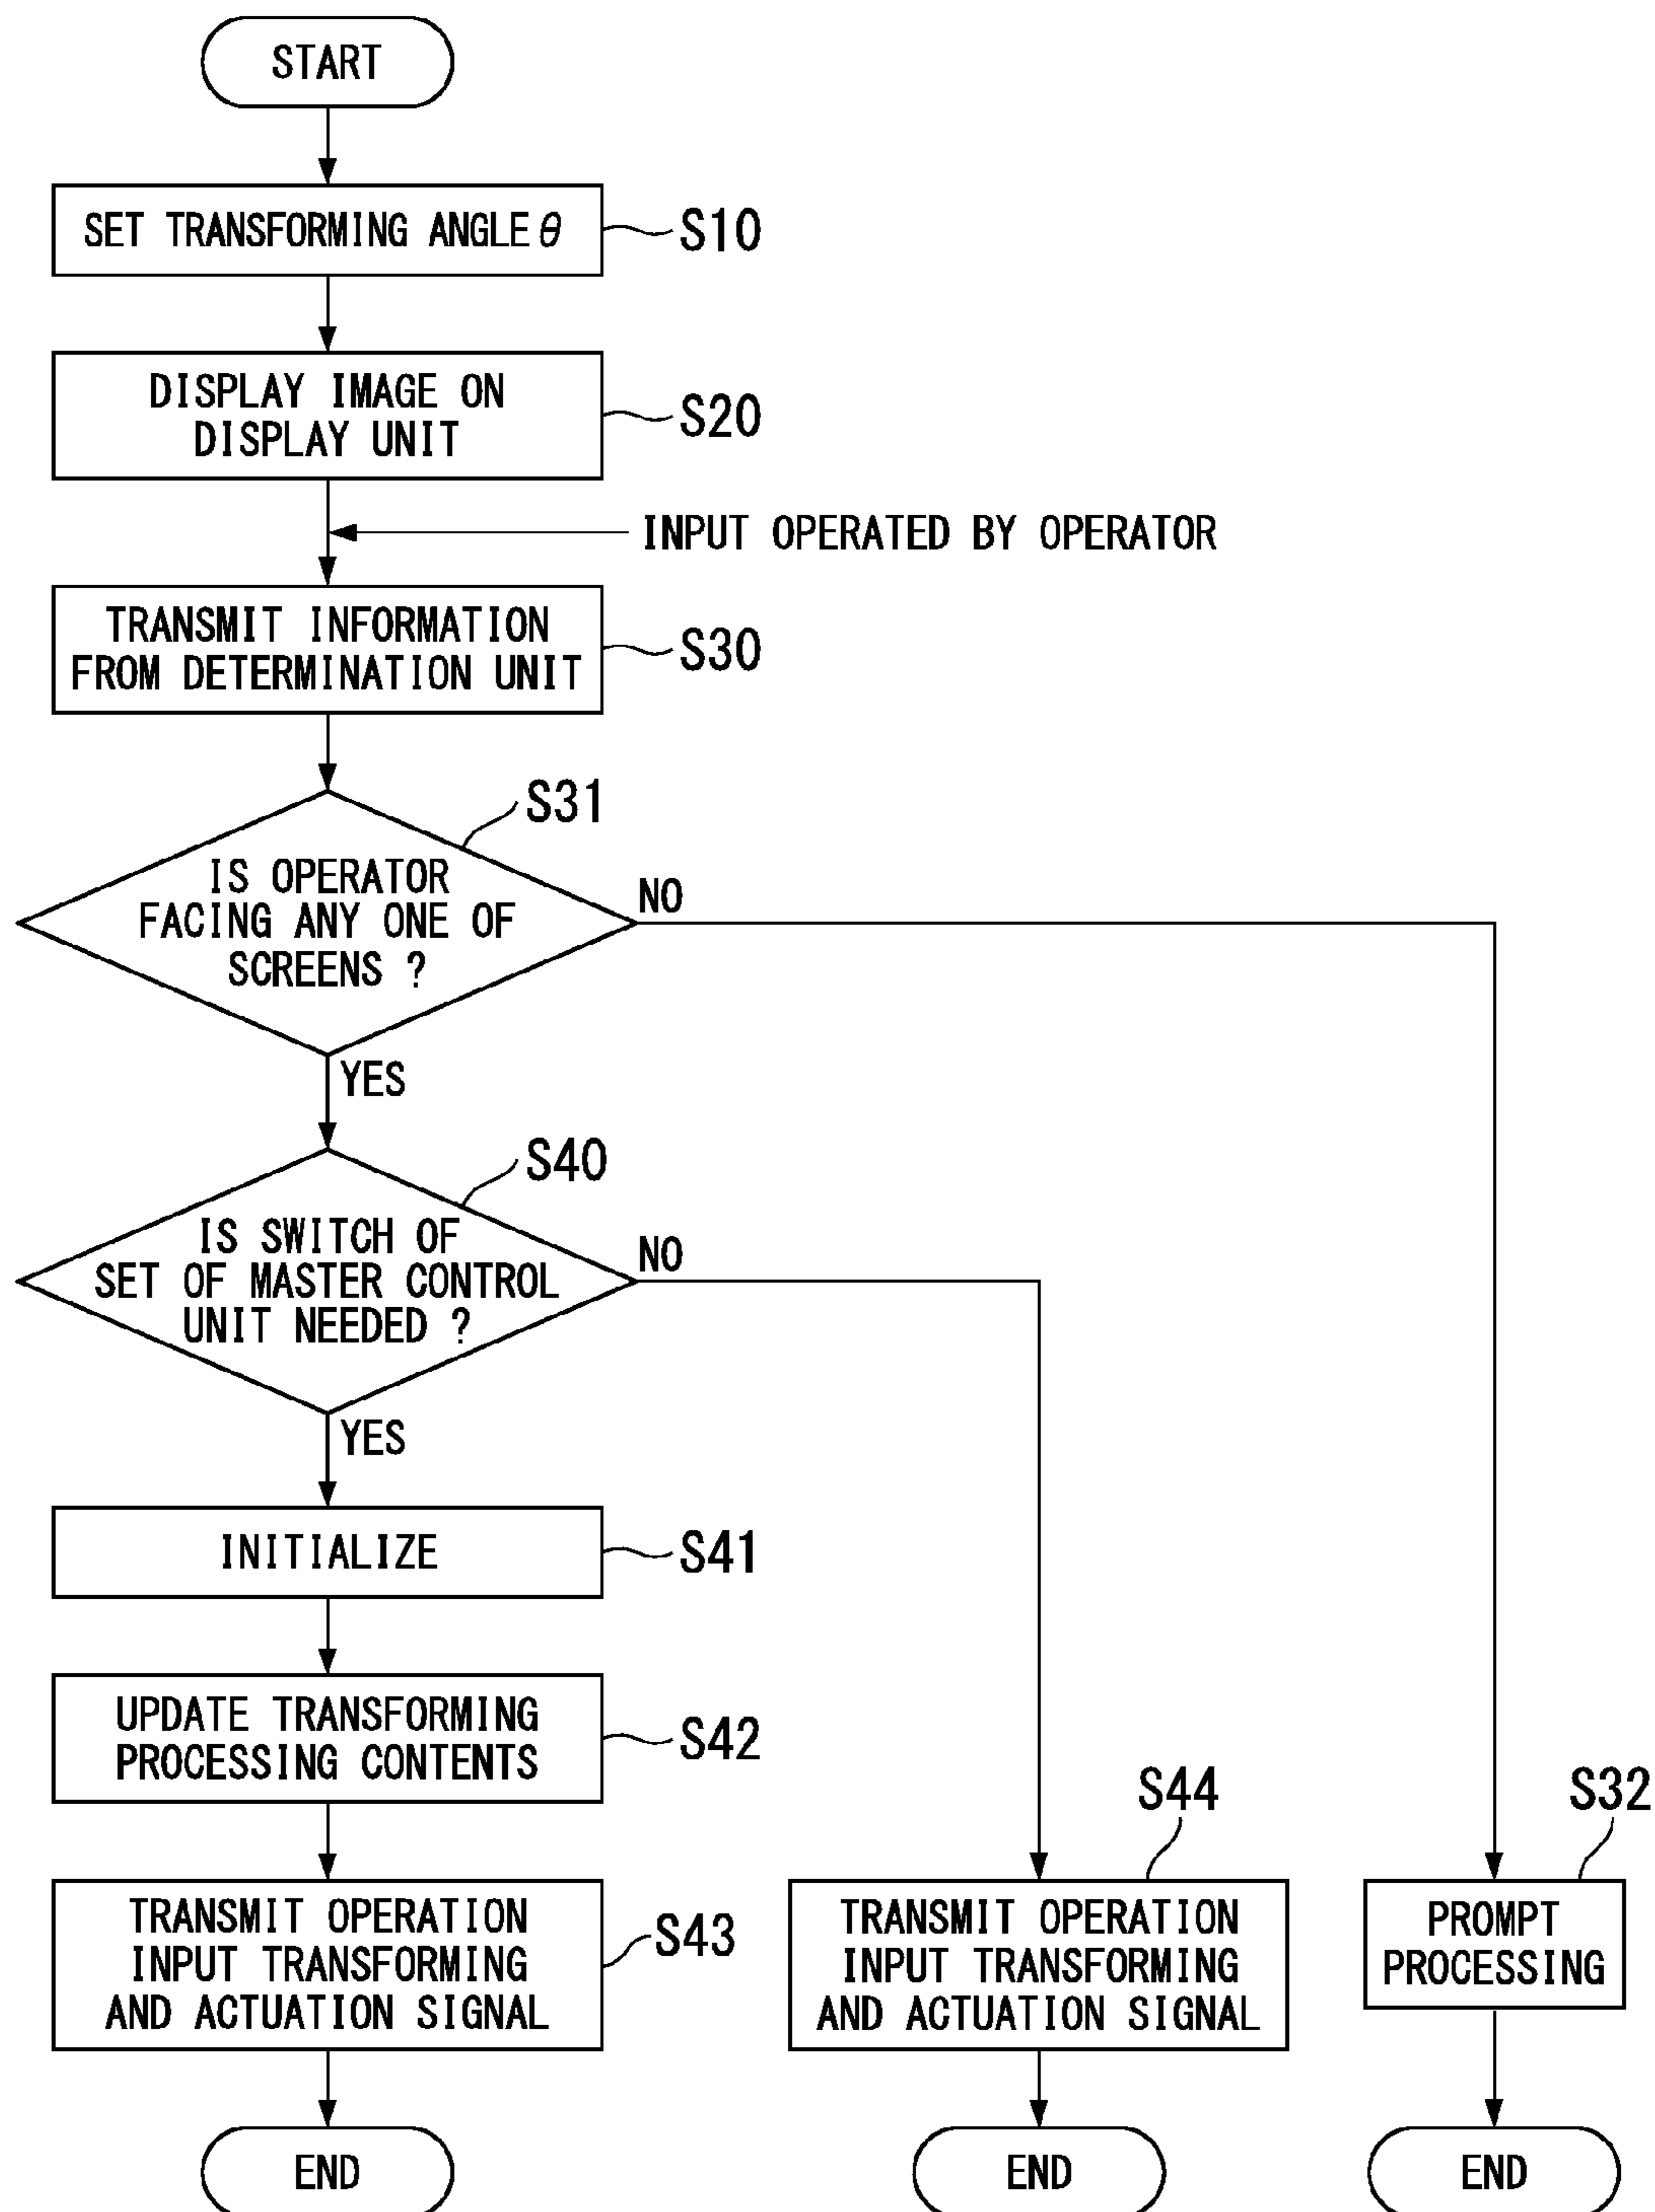 START
SET TRANSFORMING ANGLE θ
S10
DISPLAY IMAGE ON
DISPLAY UNIT
S20
INPUT OPERATED BY OPERATOR
TRANSMIT INFORMATION
FROM DETERMINATION UNIT
S30
S31
IS OPERATOR
FACING ANY ONE OF
SCREENS ?
NO
YES
S40
IS SWITCH OF
SET OF MASTER CONTROL
UNIT NEEDED ?
NO
YES
INITIALIZE
S41
UPDATE TRANSFORMING
PROCESSING CONTENTS
S42
TRANSMIT OPERATION
INPUT TRANSFORMING
AND ACTUATION SIGNAL
S43
S44
TRANSMIT OPERATION
INPUT TRANSFORMING
AND ACTUATION SIGNAL
S32
PROMPT
PROCESSING
END
END
END